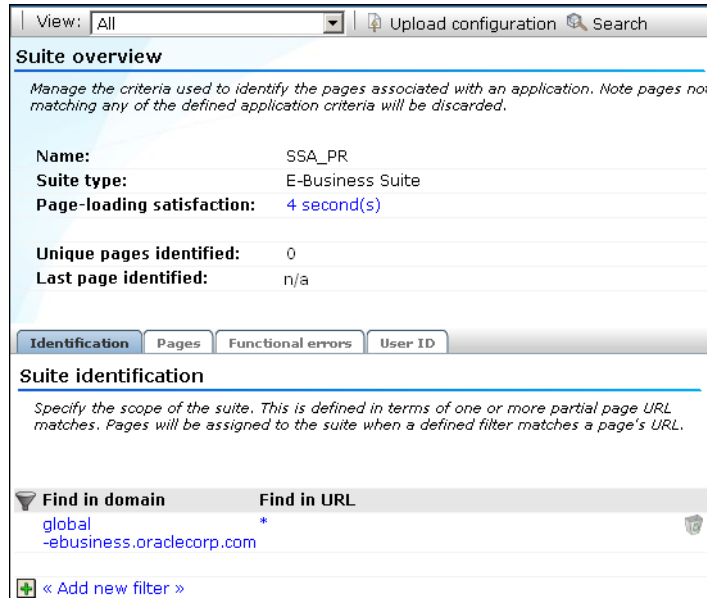 View: All Upload configuration Search
Suite overview
Manage the criteria used to identify the pages associated with an application. Note pages not
matching any of the defined application criteria will be discarded.
Name: SSA_PR
Suite type: E-Business Suite
Page-loading satisfaction: 4 second(s)
Unique pages identified: 0
Last page identified: n/a
Identification Pages Functional errors User ID
Suite identification
Specify the scope of the suite. This is defined in terms of one or more partial page URL
matches. Pages will be assigned to the suite when a defined filter matches a page's URL.
Find in domain Find in URL
global *
-ebusiness.oraclecorp.com
« Add new filter »